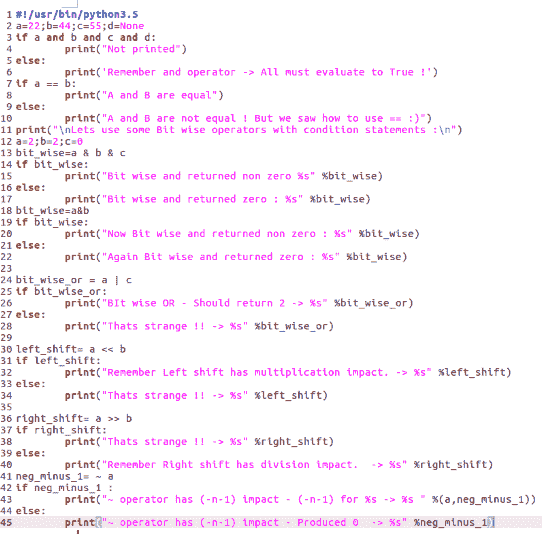 1 #!/usr/bin/python3.5
2 a=22;b=44;c=55;d=None
3 if a and b and c and d:
4 print("Not printed")
5 else:
6 print('Remember and operator -> All must evaluate to True !')
7 if a == b:
8 print("A and B are equal")
9 else:
10 print("A and B are not equal ! But we saw how to use == :)")
11 print("\nLets use some Bit wise operators with condition statements :\n")
12 a=2;b=2;c=0
13 bit_wise=a & b & c
14 if bit_wise:
15 print("Bit wise and returned non zero %s" %bit_wise)
16 else:
17 print("Bit wise and returned zero : %s" %bit_wise)
18 bit_wise=a&b
19 if bit_wise:
20 print("Now Bit wise and returned non zero : %s" %bit_wise)
21 else:
22 print("Again Bit wise and returned zero : %s" %bit_wise)
23
24 bit_wise_or = a | c
25 if bit_wise_or:
26 print("BIt wise OR - Should return 2 -> %s" %bit_wise_or)
27 else:
28 print("Thats strange !! -> %s" %bit_wise_or)
29
30 left_shift= a << b
31 if left_shift:
32 print("Remember Left shift has multiplication impact. -> %s" %left_shift)
33 else:
34 print("Thats strange !! -> %s" %left_shift)
35
36 right_shift= a >> b
37 if right_shift:
38 print("Thats strange !! -> %s" %right_shift)
39 else:
40 print("Remember Right shift has division impact.  -> %s" %right_shift)
41 neg_minus_1= ~ a
42 if neg_minus_1 :
43 print("~ operator has (-n-1) impact - (-n-1) for %s -> %s " %(a,neg_minus_1))
44 else:
45 print("~ operator has (-n-1) impact - Produced 0  -> %s" %neg_minus_1)